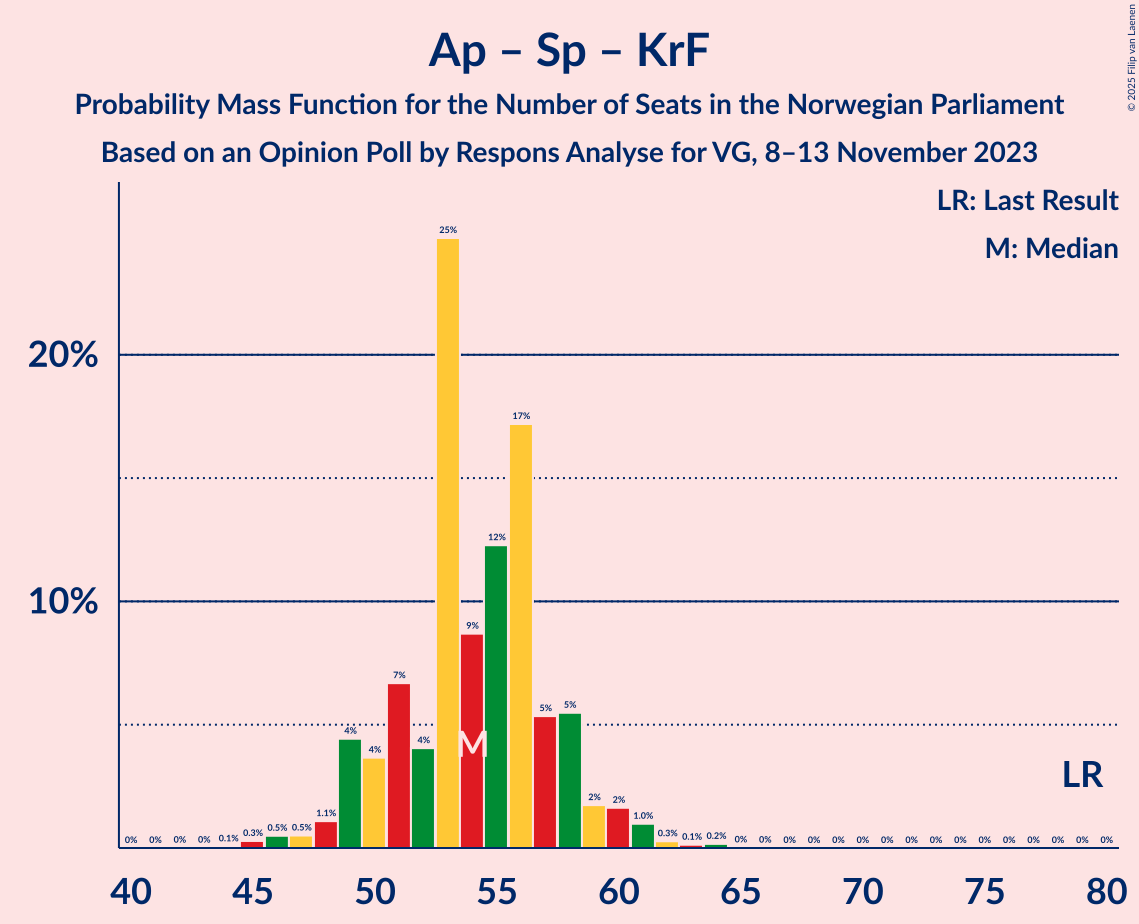 © 2025 Filip van Laenen
Ap – Sp – KrF
Probability Mass Function for the Number of Seats in the Norwegian Parliament
Based on an Opinion Poll by Respons Analyse for VG, 8–13 November 2023
LR: Last Result
M: Median
25%
20%
17%
12%
10%
9%
7%
5% 5%
4% 4% 4%
M
LR
2% 2%
0% 0% 0% 0% 0.1% 0.3% 0.5% 0.5% 1.1% 1.0% 0.3% 0.1% 0.2% 0% 0% 0% 0% 0% 0% 0% 0% 0% 0% 0% 0% 0% 0% 0% 0%
40 45 50 55 60 65 70 75 80